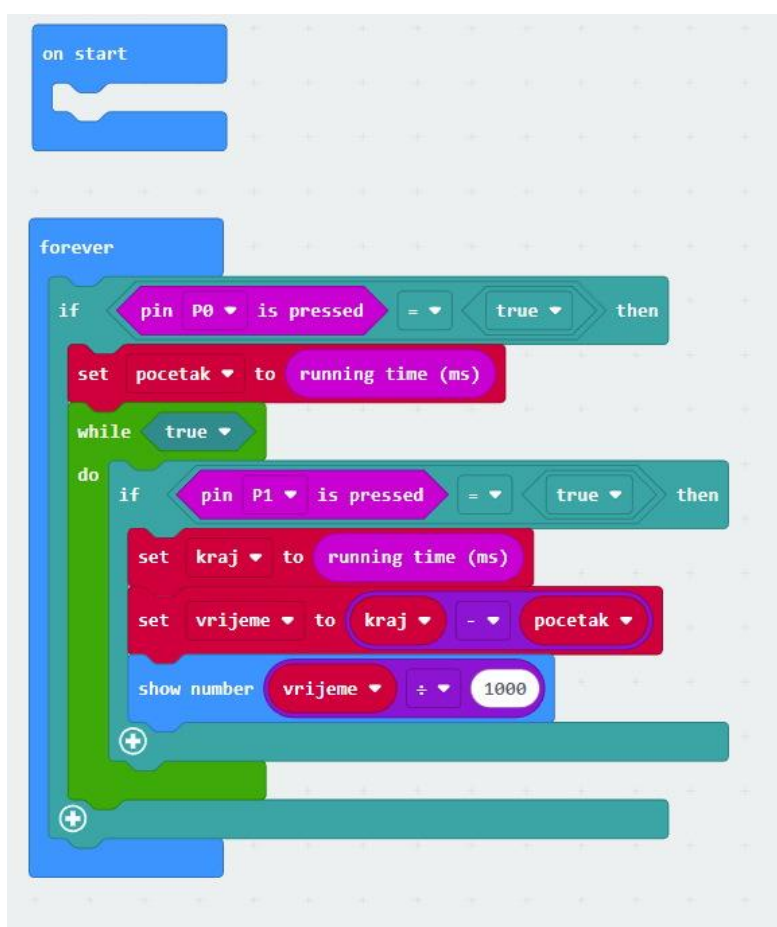 on start
forever
if pin P0 is pressed = true then
set pocetak to running time (ms)
while true
do
if pin P1 is pressed = true then
set kraj to running time (ms)
set vrijeme to kraj - pocetak
show number vrijeme ÷ 1000